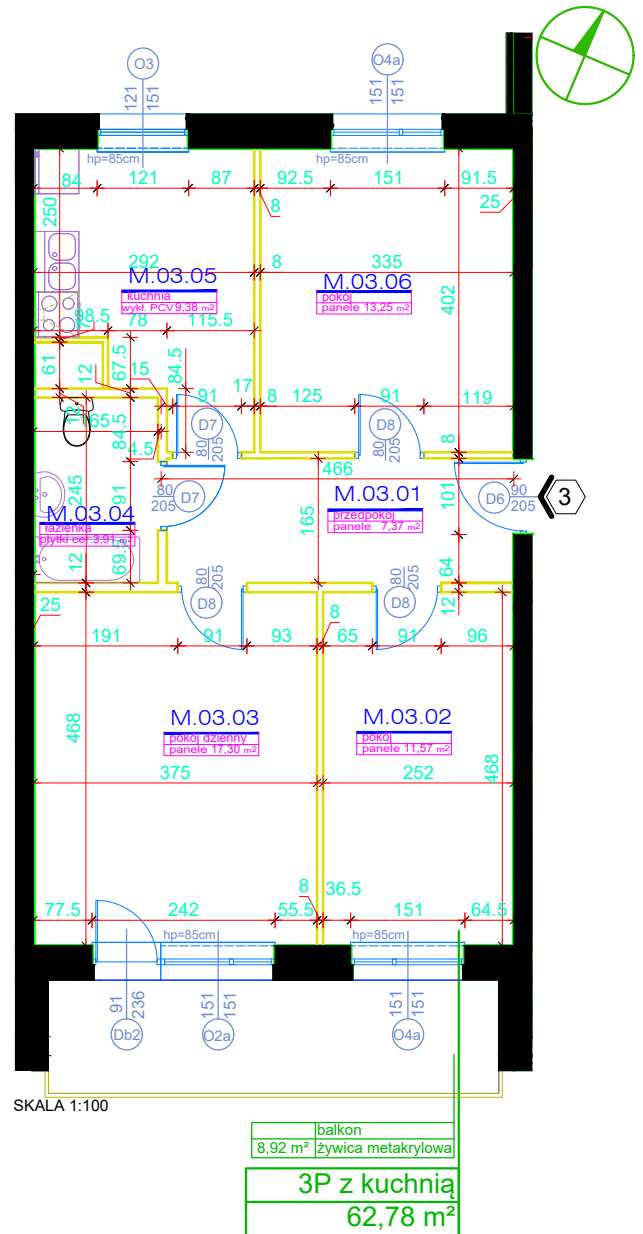 O3
O4a
121
151
151
151
hp=85cm
hp=85cm
84
121
87
92.5
151
91.5
250
8
25
292
8
335
M.03.05
kuchnia
wykł. PCV 9,38 m²
M.03.06
pokój
panele 13,25 m²
402
98.5
78
115.5
61
12
67.5
15
84.5
17
91
8
125
91
119
12
165
84.5
4.5
D7
80
205
D8
80
205
8
466
80
205
D7
M.03.01
przedpokój
panele 7,37 m²
101
D6
90
205
3
245
91
M.03.04
łazienka
płytki cer. 3,91 m²
165
12
69.5
80
205
D8
80
205
D8
64
12
25
8
191
91
93
65
91
96
468
M.03.03
pokój dzienny
panele 17,30 m²
M.03.02
pokój
panele 11,57 m²
375
252
468
77.5
242
55.5
8
36.5
151
64.5
hp=85cm
hp=85cm
91
236
151
151
151
151
Db2
O2a
O4a
SKALA 1:100
balkon
8,92 m² żywica metakrylowa
3P z kuchnią
62,78 m²